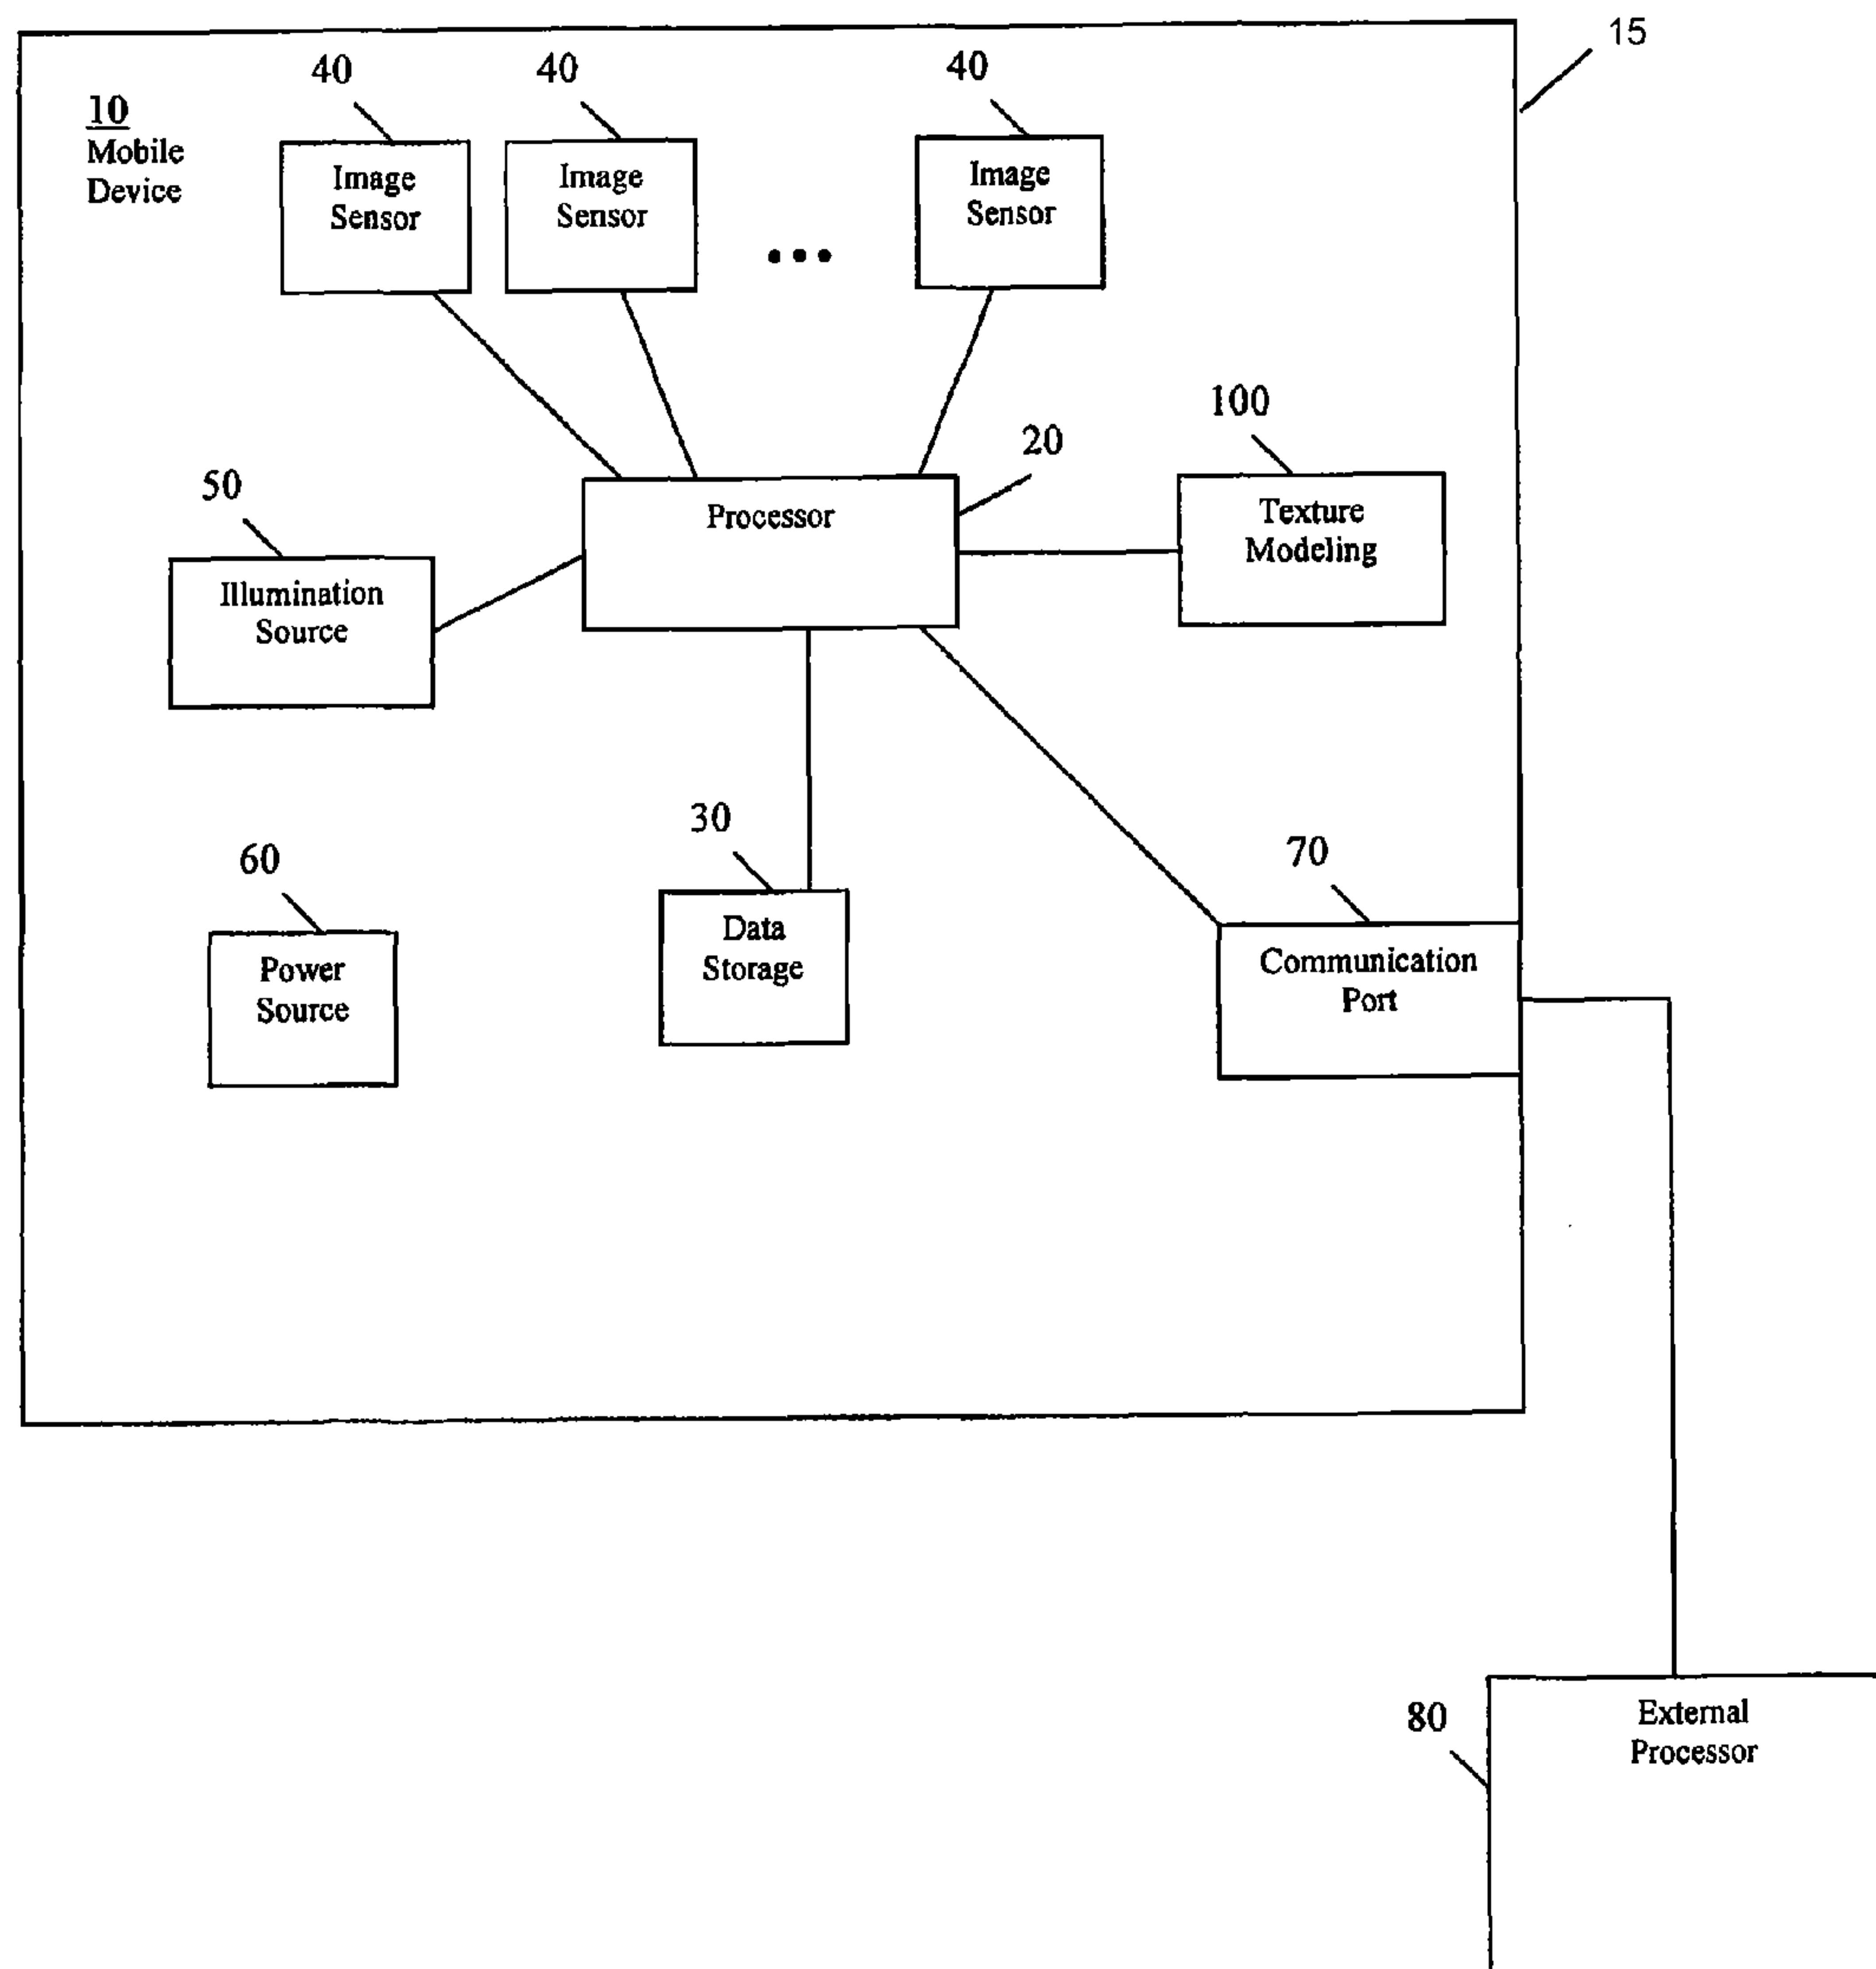 15
40
40
40
10
Mobile
Device
Image
Sensor
Image
Sensor
Image
Sensor
•••
100
20
50
Processor
Texture
Modeling
Illumination
Source
30
60
70
Data
Storage
Power
Source
Communication
Port
80
External
Processor